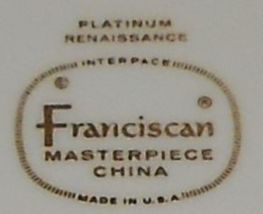 PLATINUM
RENAISSANCE
INTERPACE
©
®
Franciscan
MASTERPIECE
CHINA
MADE IN U.S.A.